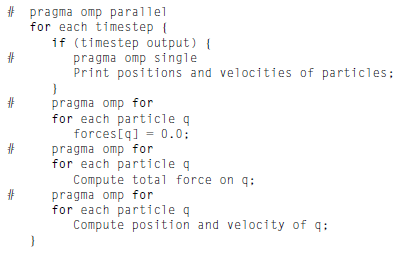 #  pragma omp parallel
   for each timestep {
      if (timestep output) {
#        pragma omp single
         Print positions and velocities of particles;
      }
#     pragma omp for
      for each particle q
         forces[q] = 0.0;
#     pragma omp for
      for each particle q
         Compute total force on q;
#     pragma omp for
      for each particle q
         Compute position and velocity of q;
   }